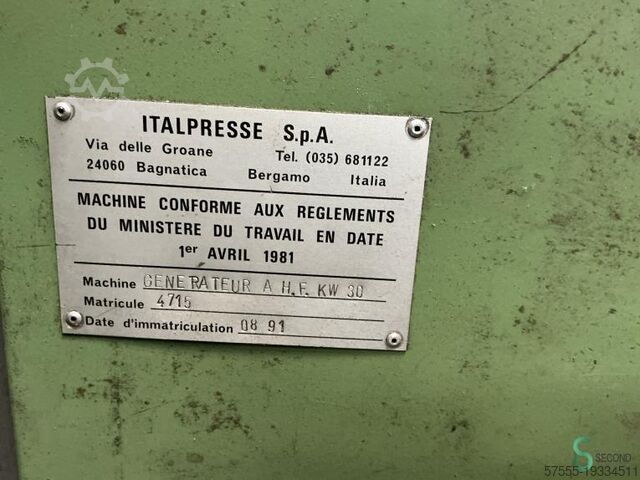 ITALPRESSE S.p.A.
Via delle Groane Tel. (035) 681122
24060 Bagnatica Bergamo Italia
MACHINE CONFORME AUX REGLEMENTS
DU MINISTERE DU TRAVAIL EN DATE
1er AVRIL 1981
Machine GENERATEUR A H.F. KW 30
Matricule 4715
Date d'immatriculation 08 91
SECOND
57555-19334511